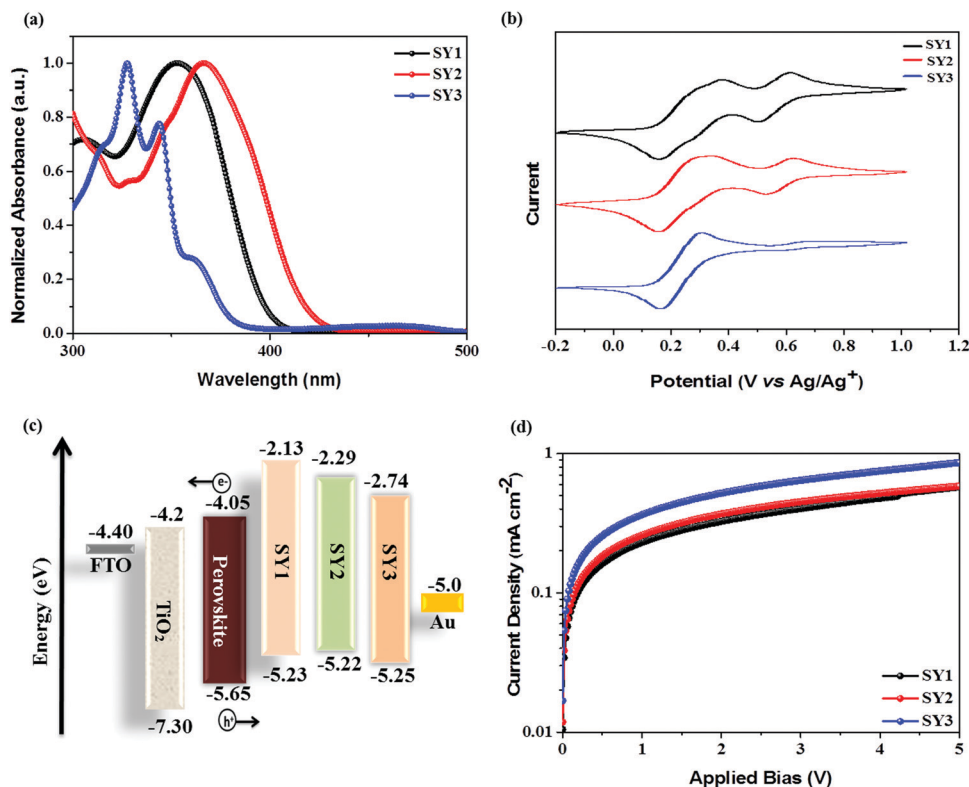 (a)
Normalized Absorbance (a.u.)
1.0
0.8
0.6
0.4
0.2
0.0
300
400
500
Wavelength (nm)
SY1
SY2
SY3
(b)
Current
SY1
SY2
SY3
-0.2
0.0
0.2
0.4
0.6
0.8
1.0
1.2
Potential (V vs Ag/Ag⁺)
(c)
Energy (eV)
-4.40
FTO
-4.2
TiO₂
-7.30
e-
-4.05
Perovskite
-5.65
h⁺
-2.13
SY1
-5.23
-2.29
SY2
-5.22
-2.74
SY3
-5.25
-5.0
Au
(d)
Current Density (mA cm⁻²)
1
0.1
0.01
0
1
2
3
4
5
Applied Bias (V)
SY1
SY2
SY3